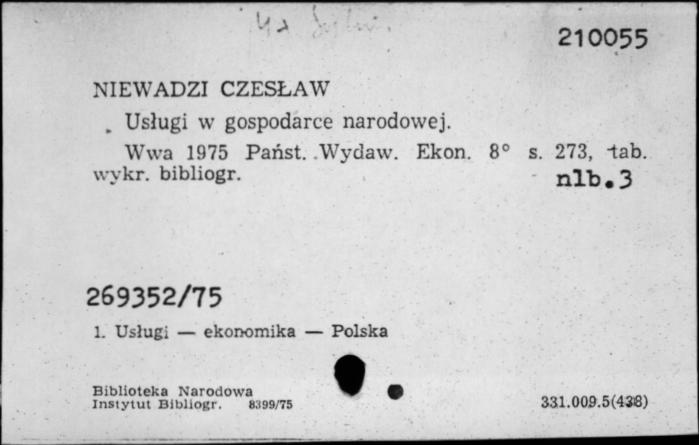 210055
NIEWADZI CZESŁAW
Usługi w gospodarce narodowej.
Wwa 1975 Państ. Wydaw. Ekon. 8° s. 273, tab.
wykr. bibliogr. nlb.3
269352/75
1. Usługi — ekonomika — Polska
Biblioteka Narodowa
Instytut Bibliogr. 8399/75 331.009.5(438)